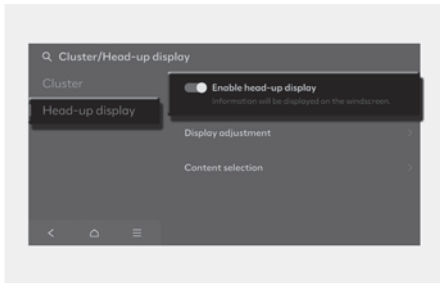 Cluster/Head-up display
Cluster
Head-up display
Enable head-up display
Information will be displayed on the windscreen.
Display adjustment
Content selection